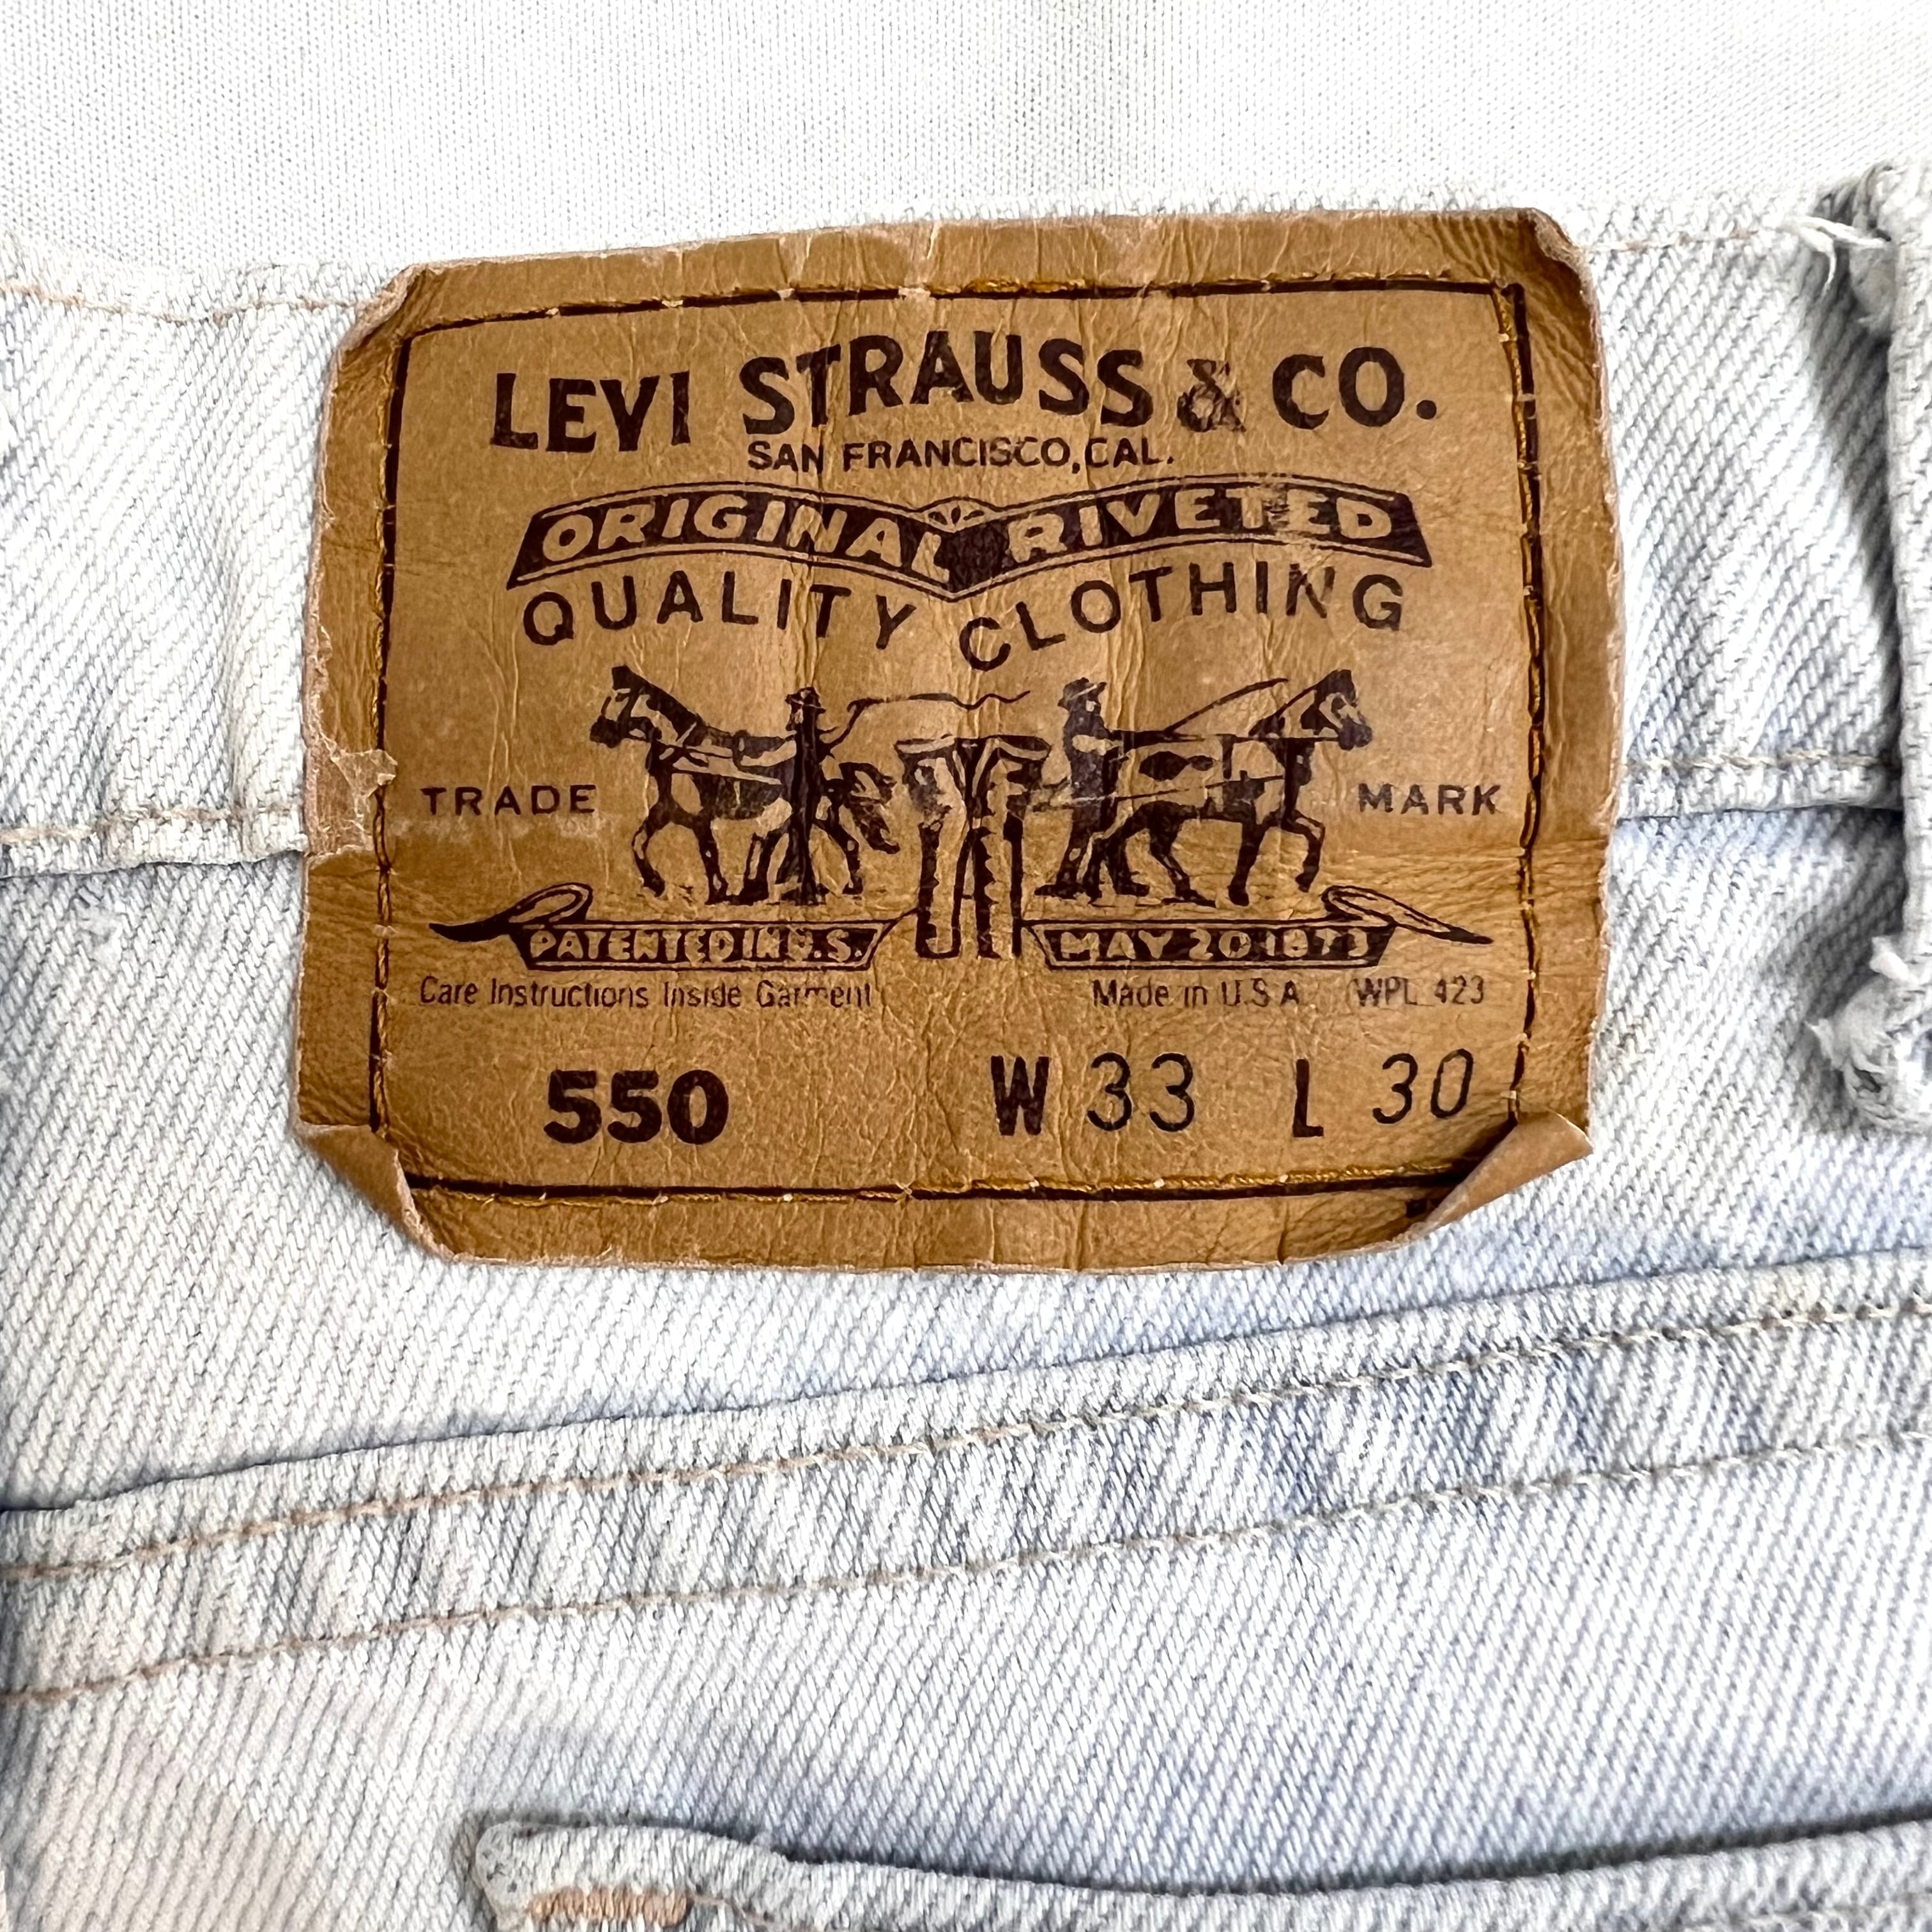 LEVI STRAUSS & CO.
SAN FRANCISCO, CAL.
ORIGINAL RIVETED
QUALITY CLOTHING
TRADE MARK
PATENTED IN U.S. MAY 20 1873
Care Instructions Inside Garment Made in U.S.A. WPL 423
550 W 33 L 30